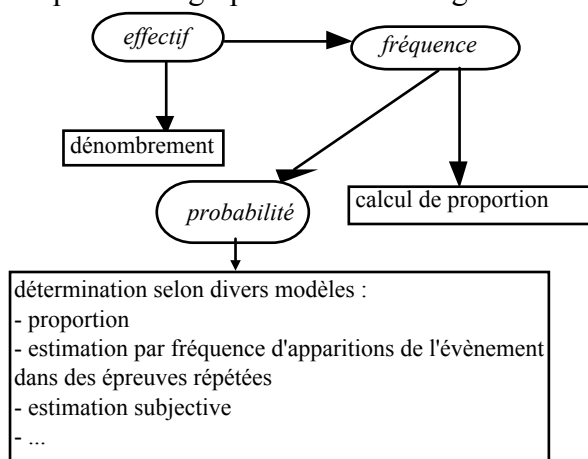 effectif
fréquence
dénombrement
calcul de proportion
probabilité
détermination selon divers modèles :
- proportion
- estimation par fréquence d'apparitions de l'évènement
dans des épreuves répétées
- estimation subjective
- ...